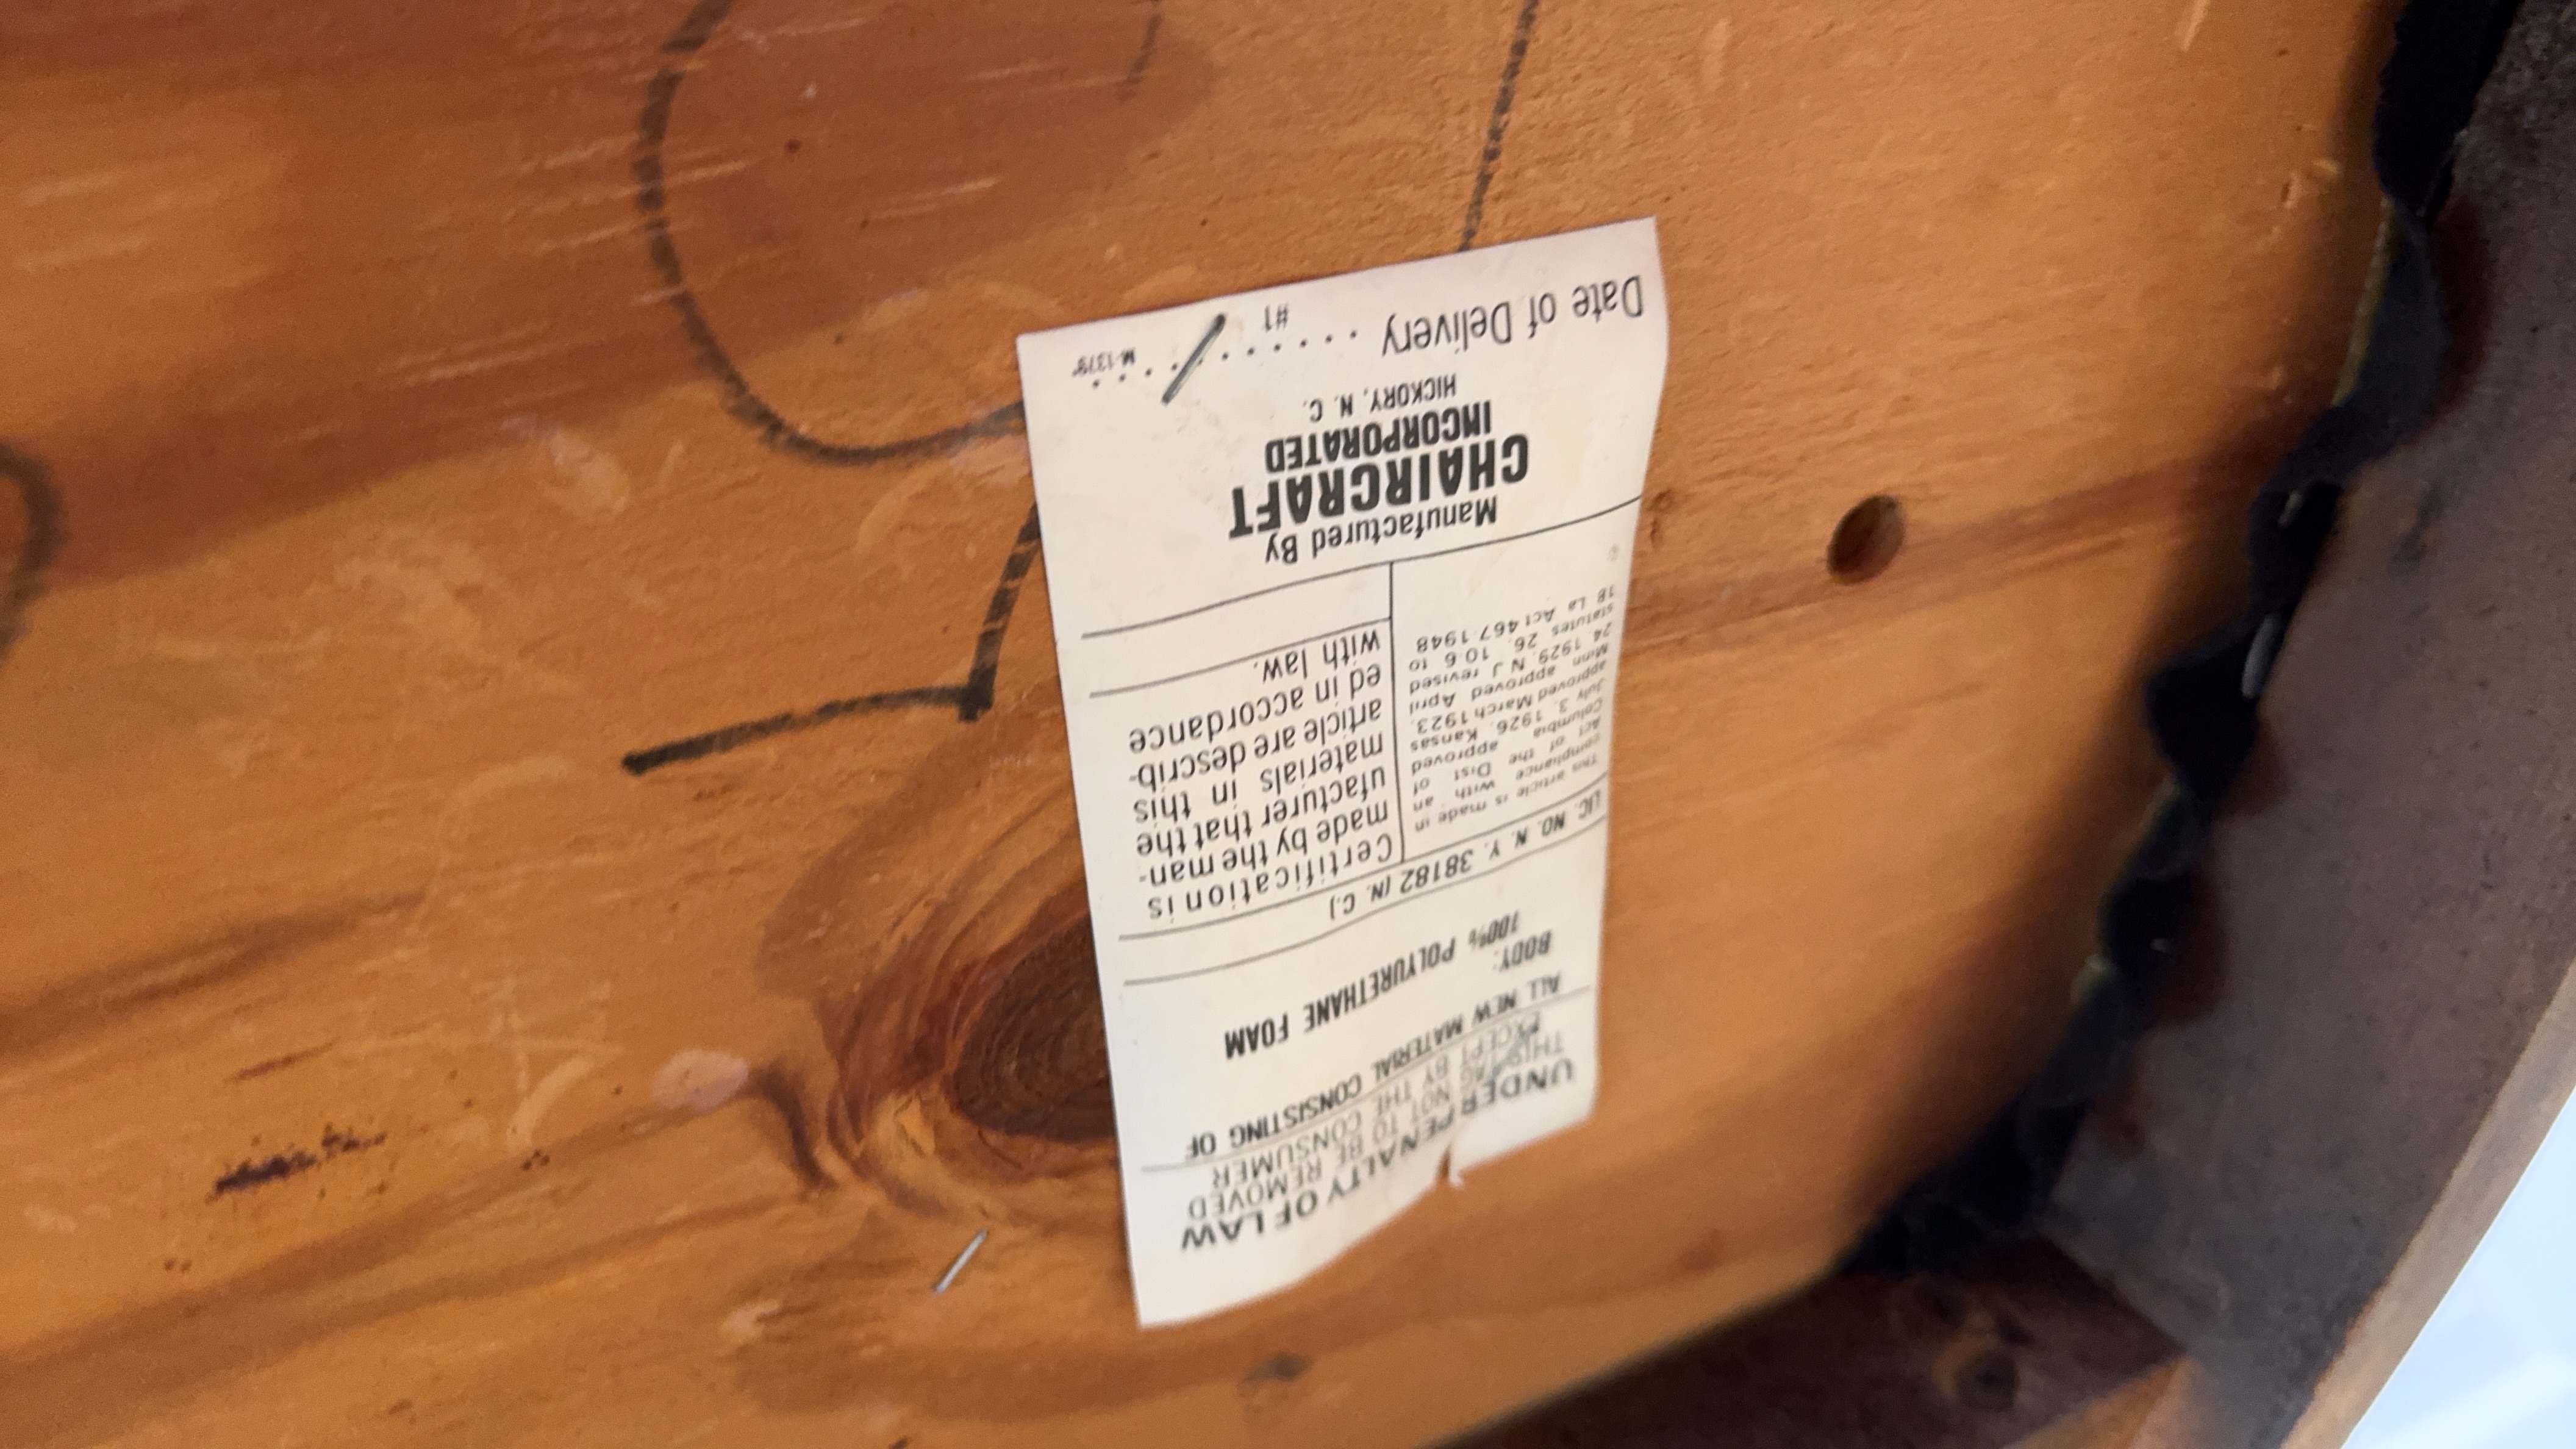 UNDER PENALTY OF LAW
THIS TAG NOT TO BE REMOVED
EXCEPT BY THE CONSUMER
ALL NEW MATERIAL CONSISTING OF
BODY:
100% POLYURETHANE FOAM
LIC. NO. N. Y. 38182 (N. C.)
Certification is
made by the man-
ufacturer that the
materials in this
article are describ-
ed in accordance
with law.
This article is made in
compliance with an
Act of the Dist of
Columbia approved
July 3, 1926. Kansas
approved March 1923.
Minn approved April
24 1929. N J revised
statutes 26. 10 6 to
18 La Act 467 1948
Manufactured By
CHAIRCRAFT
INCORPORATED
HICKORY, N. C.
Date of Delivery
#1